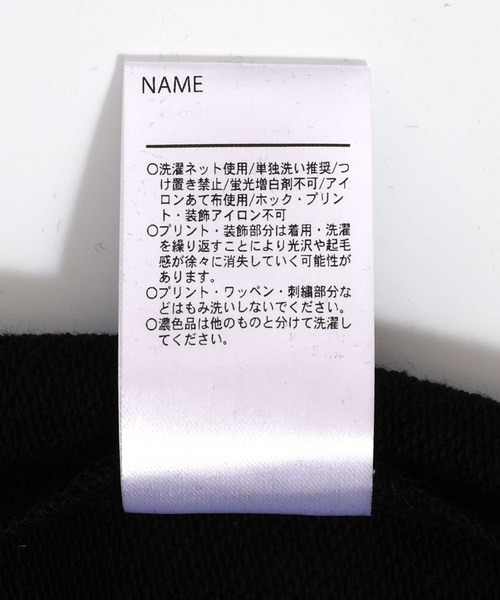 NAME
○洗濯ネット使用/単独洗い推奨/つ
け置き禁止/蛍光増白剤不可/アイ
ロンあて布使用/ホック・プリン
ト・装飾アイロン不可
○プリント・装飾部分は着用・洗濯
を繰り返すことにより光沢や起毛
感が徐々に消失していく可能性が
あります。
○プリント・ワッペン・刺繍部分な
どはもみ洗いしないでください。
○濃色品は他のものと分けて洗濯し
てください。